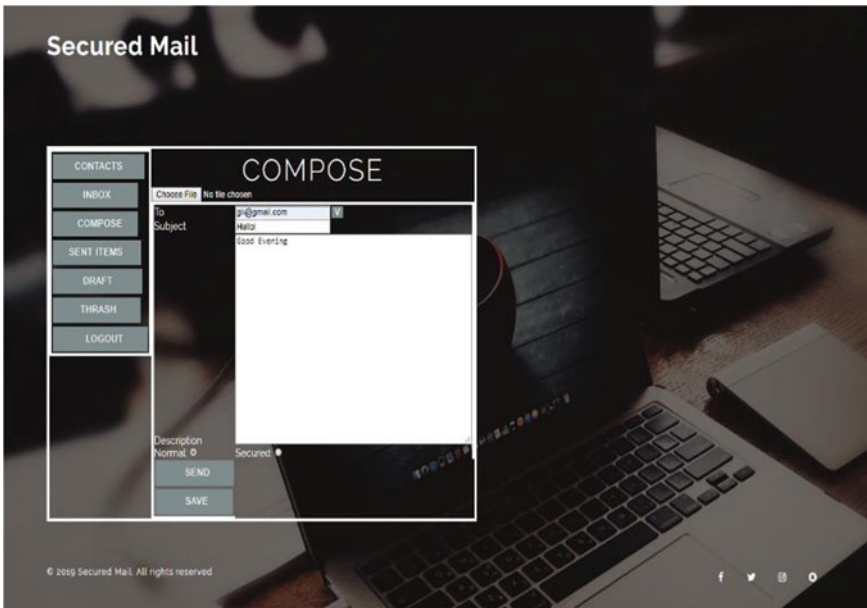 Secured Mail
CONTACTS
INBOX
COMPOSE
SENT ITEMS
DRAFT
THRASH
LOGOUT
COMPOSE
Choose File No file chosen
To @gmail.com V
Subject Hello!
Good Evening
Description
Normal Secured
SEND
SAVE
© 2019 Secured Mail. All rights reserved